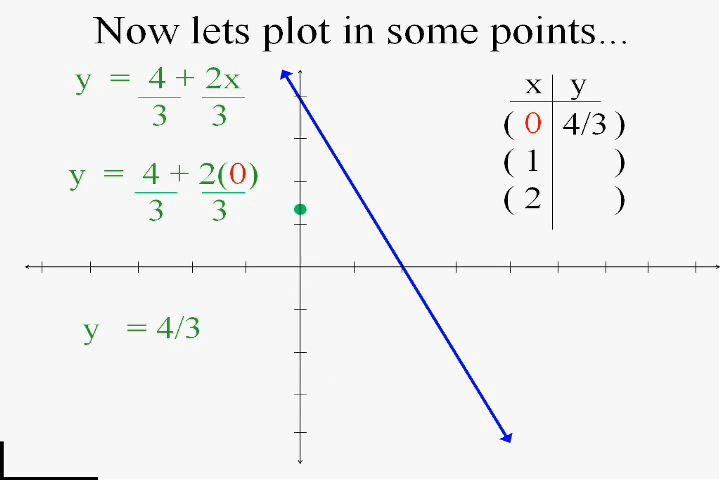 Now lets plot in some points...
y = 4/3 + 2x/3
x y
( 0 4/3 )
( 1 )
( 2 )
y = 4/3 + 2(0)/3
y = 4/3